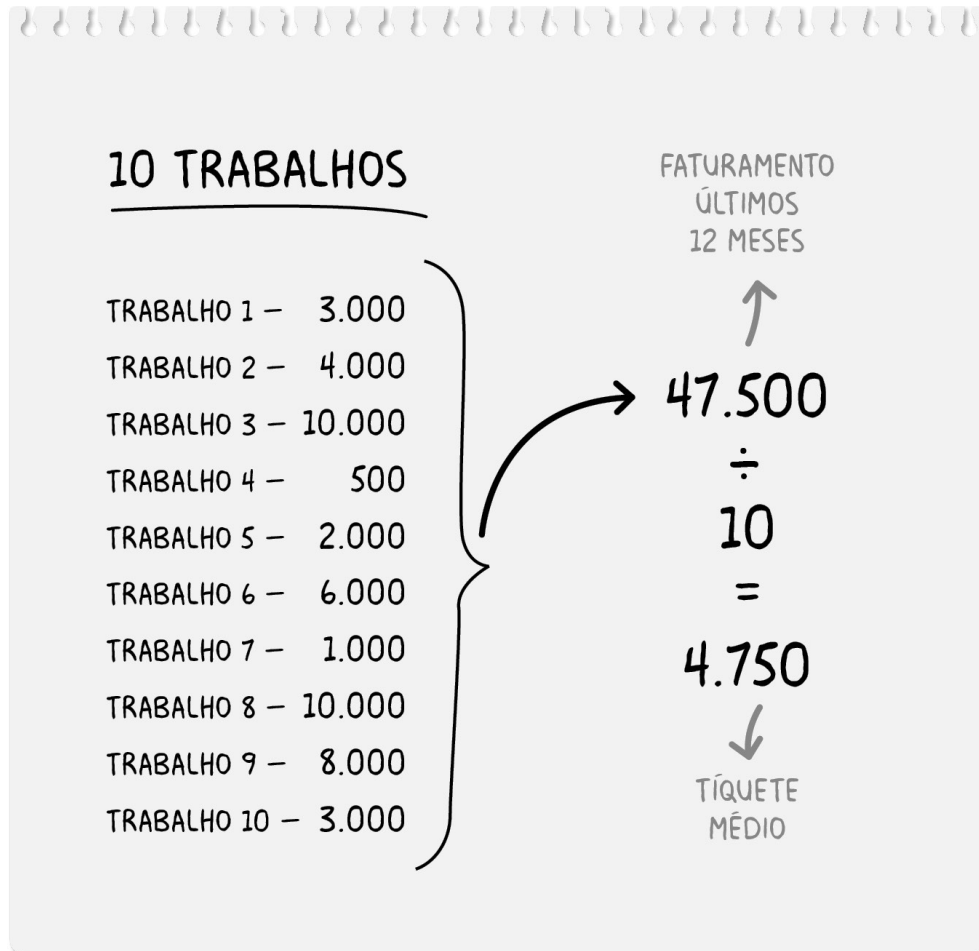 10 TRABALHOS
TRABALHO 1 – 3.000
TRABALHO 2 – 4.000
TRABALHO 3 – 10.000
TRABALHO 4 – 500
TRABALHO 5 – 2.000
TRABALHO 6 – 6.000
TRABALHO 7 – 1.000
TRABALHO 8 – 10.000
TRABALHO 9 – 8.000
TRABALHO 10 – 3.000
FATURAMENTO
ÚLTIMOS
12 MESES
47.500
÷
10
=
4.750
TÍQUETE
MÉDIO